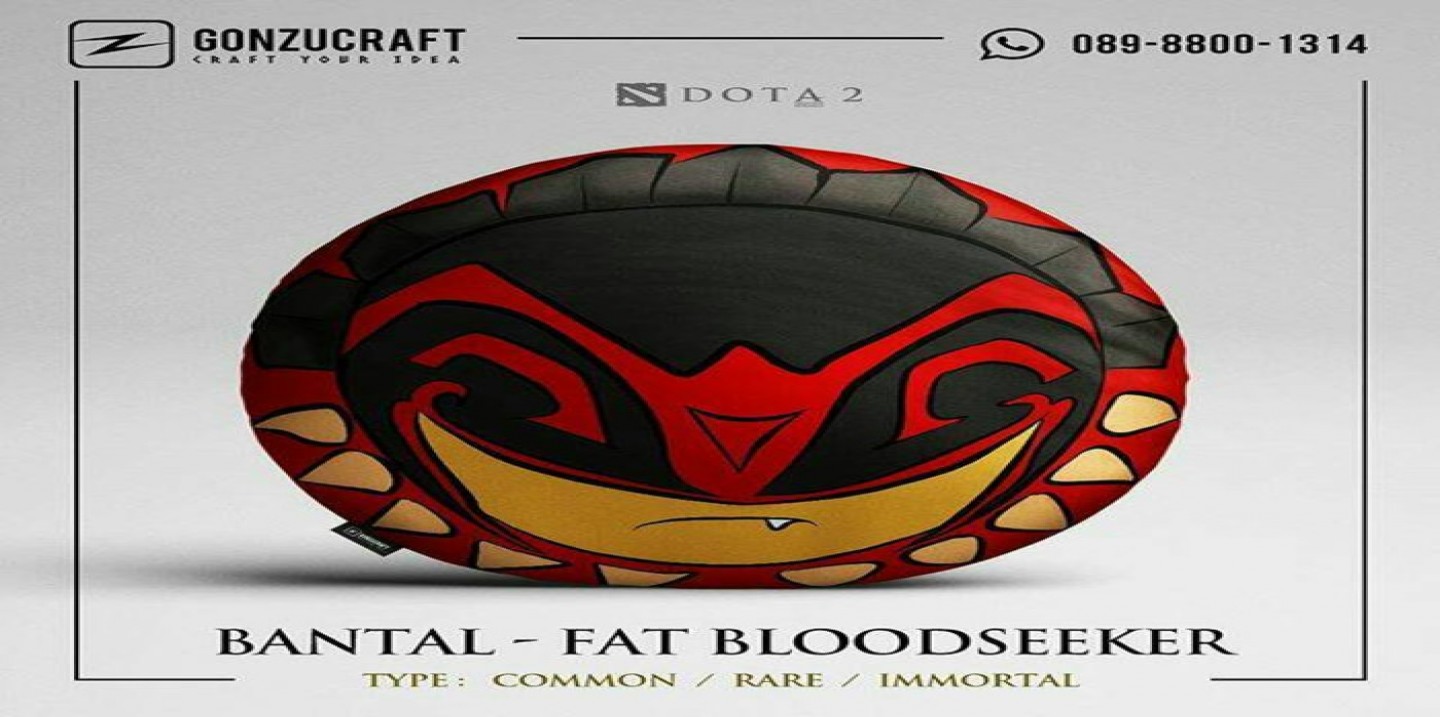 GONZUCRAFT
CRAFT YOUR IDEA
089-8800-1314
DOTA 2
BANTAL - FAT BLOODSEEKER
TYPE : COMMON / RARE / IMMORTAL